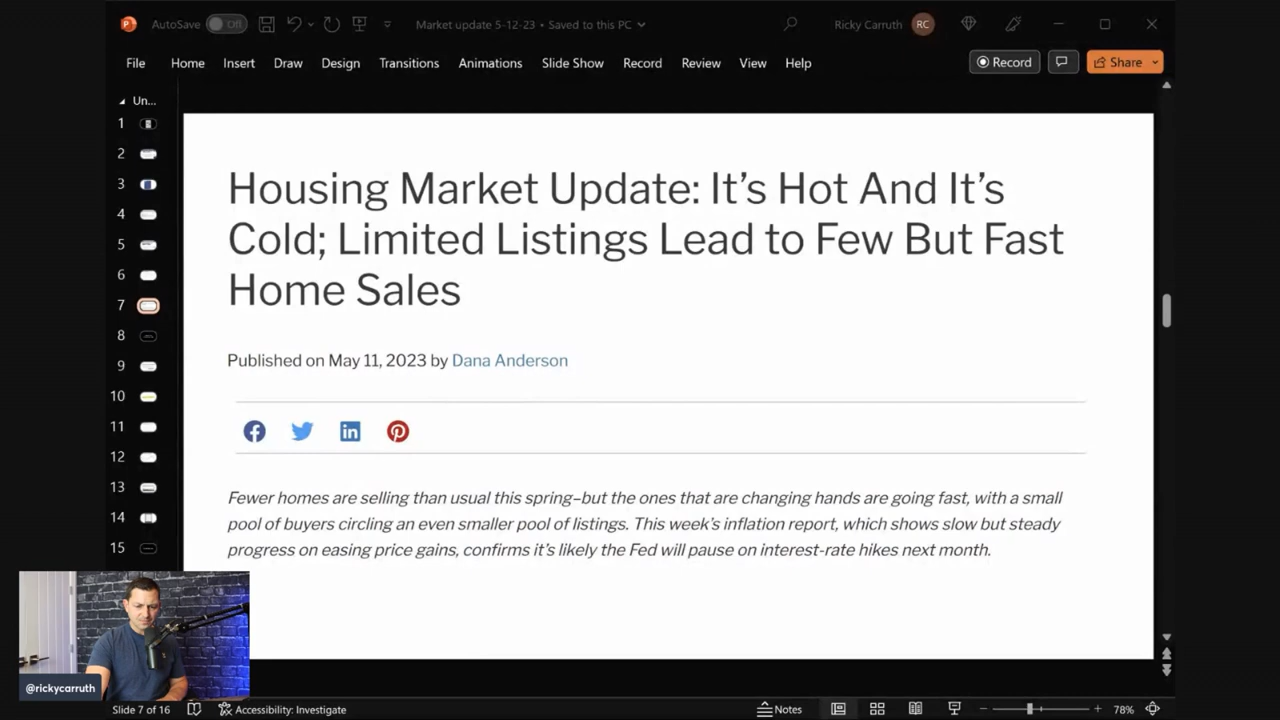 AutoSave Off Market update 5-12-23 • Saved to this PC Ricky Carruth RC
File Home Insert Draw Design Transitions Animations Slide Show Record Review View Help Record Share
Un...
1
2
3
4
5
6
7
8
9
10
11
12
13
14
15
Housing Market Update: It’s Hot And It’s
Cold; Limited Listings Lead to Few But Fast
Home Sales
Published on May 11, 2023 by Dana Anderson
Fewer homes are selling than usual this spring–but the ones that are changing hands are going fast, with a small
pool of buyers circling an even smaller pool of listings. This week’s inflation report, which shows slow but steady
progress on easing price gains, confirms it’s likely the Fed will pause on interest-rate hikes next month.
@rickycarruth
Slide 7 of 16 Accessibility: Investigate Notes 78%